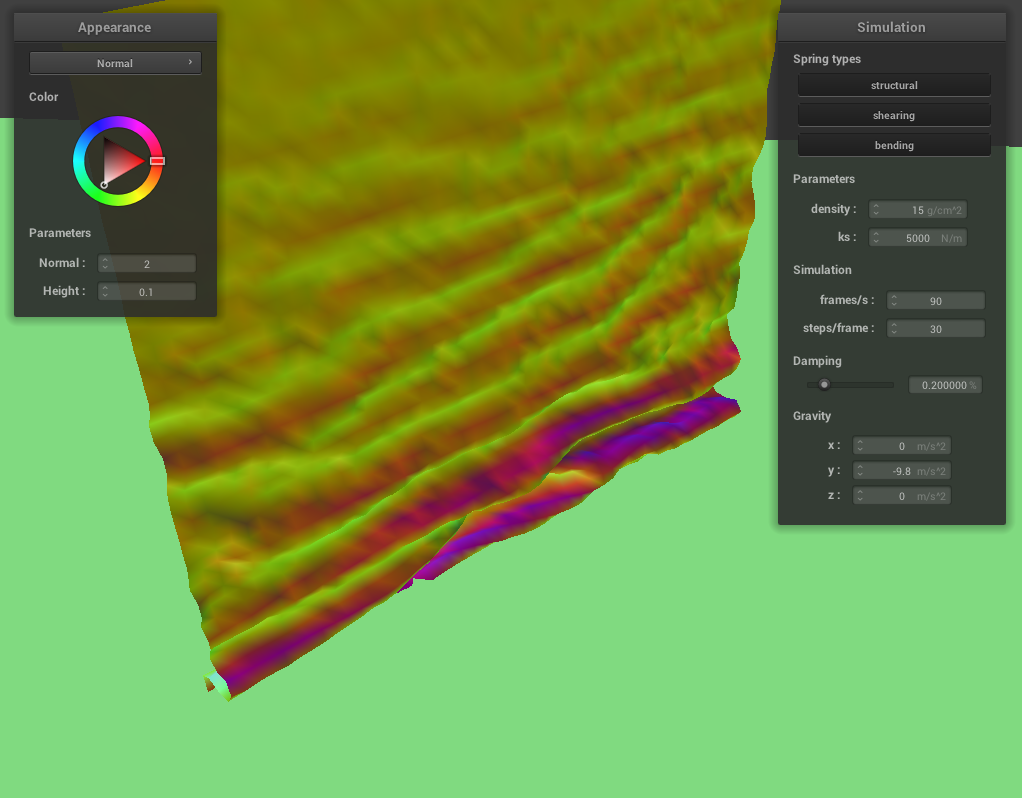 Appearance
Normal ›
Color
Parameters
Normal : 2
Height : 0.1
Simulation
Spring types
structural
shearing
bending
Parameters
density : 15 g/cm^2
ks : 5000 N/m
Simulation
frames/s : 90
steps/frame : 30
Damping
0.200000 %
Gravity
x : 0 m/s^2
y : -9.8 m/s^2
z : 0 m/s^2